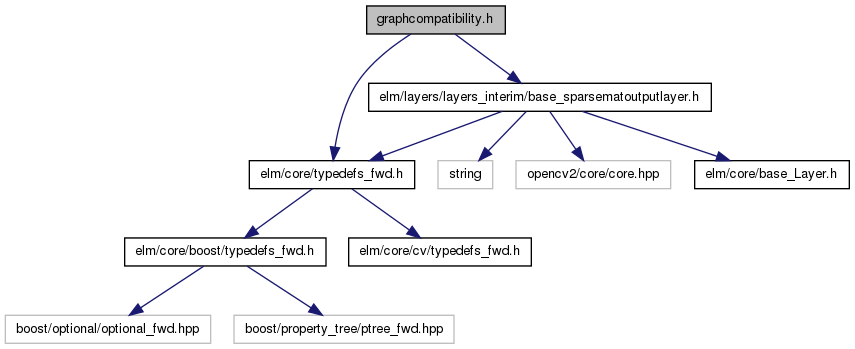 graphcompatibility.h
elm/layers/layers_interim/base_sparsematoutputlayer.h
elm/core/typedefs_fwd.h
string
opencv2/core/core.hpp
elm/core/base_Layer.h
elm/core/boost/typedefs_fwd.h
elm/core/cv/typedefs_fwd.h
boost/optional/optional_fwd.hpp
boost/property_tree/ptree_fwd.hpp